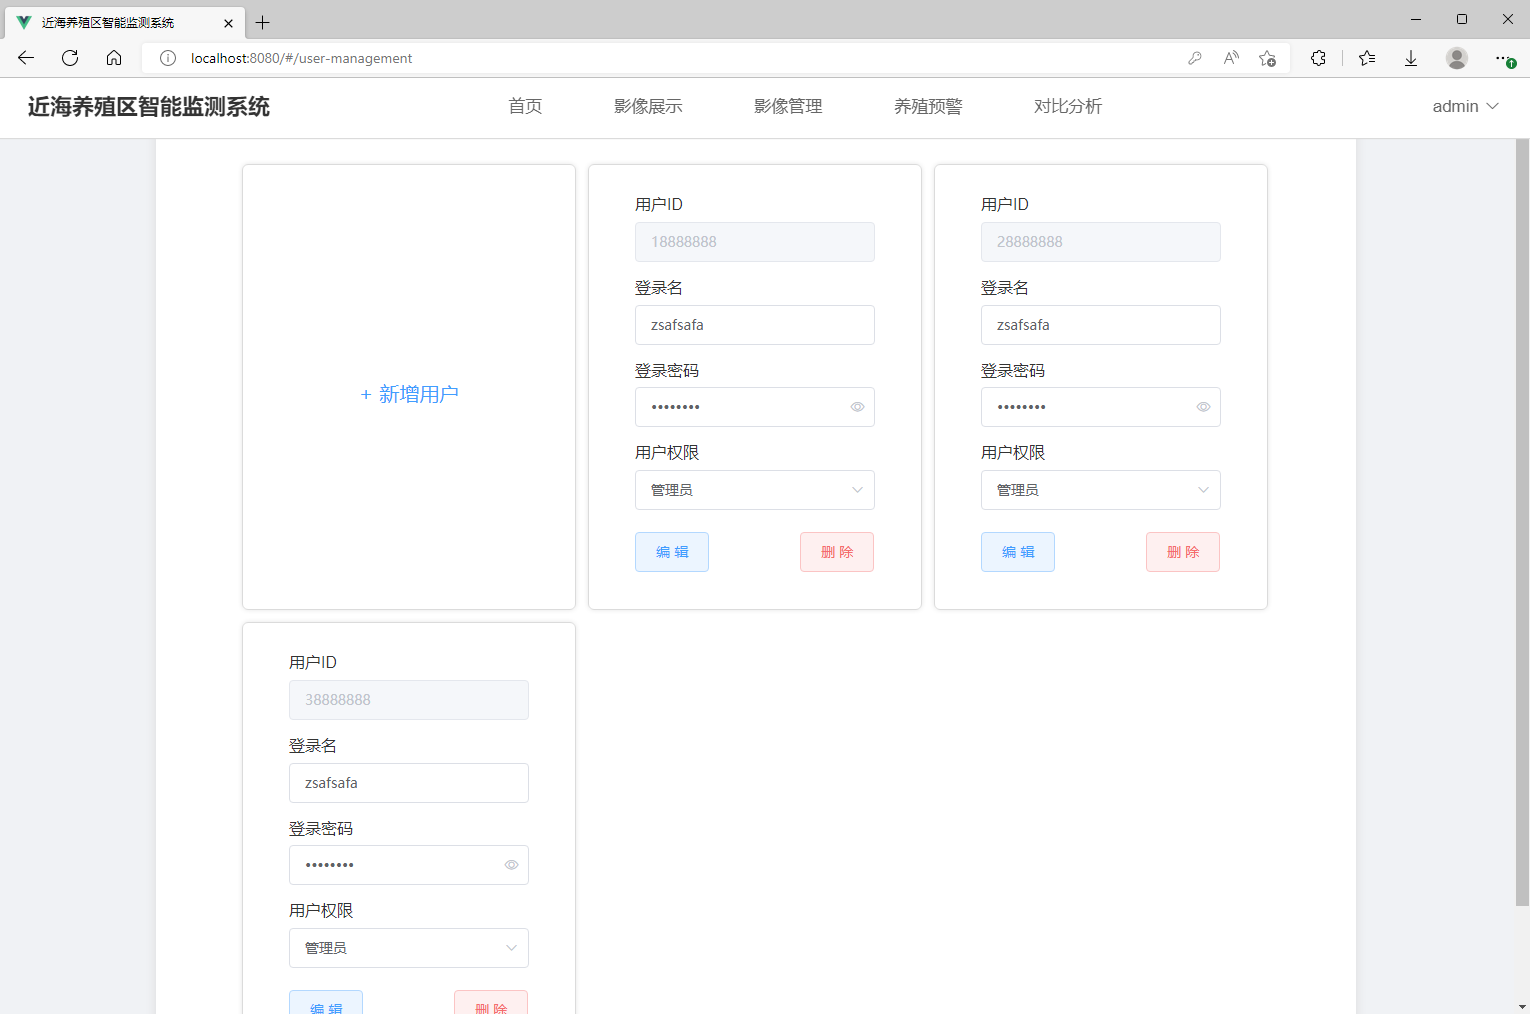 近海养殖区智能监测系统
localhost:8080/#/user-management
近海养殖区智能监测系统 首页 影像展示 影像管理 养殖预警 对比分析 admin
+ 新增用户
用户ID
18888888
登录名
zsafsafa
登录密码
••••••••
用户权限
管理员
编 辑 删 除
用户ID
28888888
登录名
zsafsafa
登录密码
••••••••
用户权限
管理员
编 辑 删 除
用户ID
38888888
登录名
zsafsafa
登录密码
••••••••
用户权限
管理员
编 辑 删 除